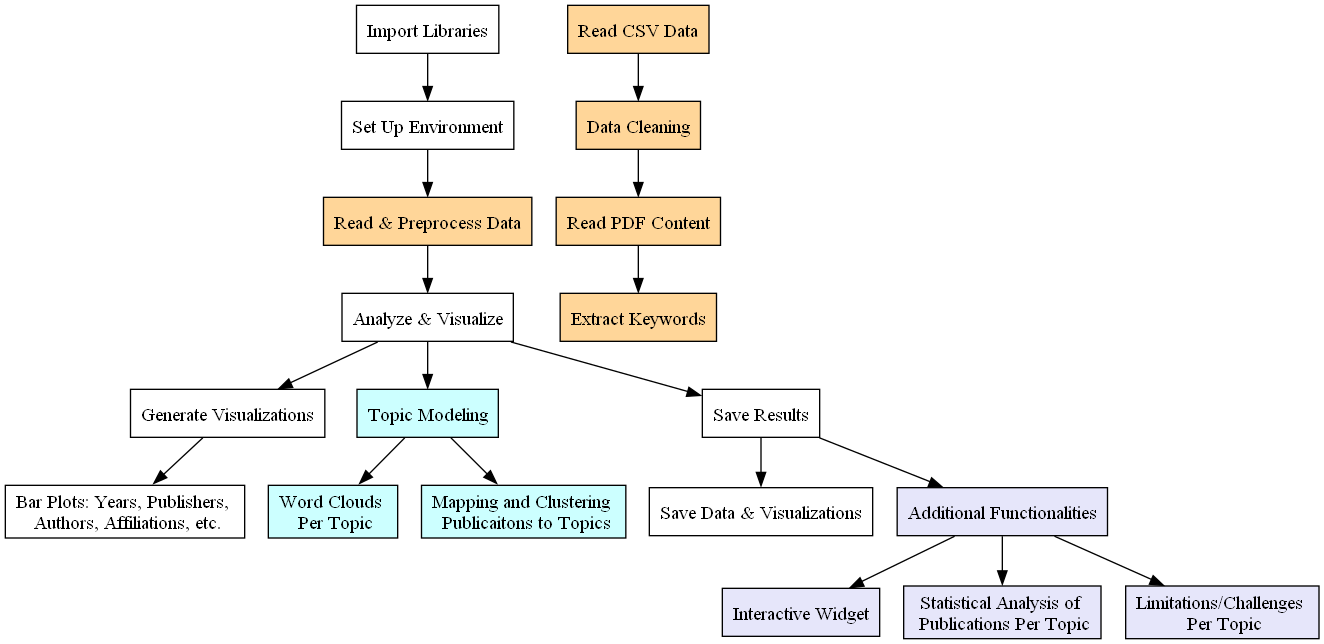 Import Libraries
Read CSV Data
Set Up Environment
Data Cleaning
Read & Preprocess Data
Read PDF Content
Analyze & Visualize
Extract Keywords
Generate Visualizations
Topic Modeling
Save Results
Bar Plots: Years, Publishers,
Authors, Affiliations, etc.
Word Clouds
Per Topic
Mapping and Clustering
Publicaitons to Topics
Save Data & Visualizations
Additional Functionalities
Interactive Widget
Statistical Analysis of
Publications Per Topic
Limitations/Challenges
Per Topic